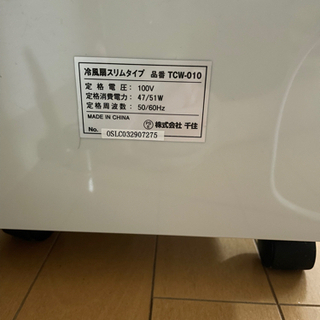 冷風扇スリムタイプ 品番 TCW-010
定格電圧: 100V
定格消費電力: 47/51W
定格周波数: 50/60Hz
MADE IN CHINA
株式会社 千住
No. OSLC032907275